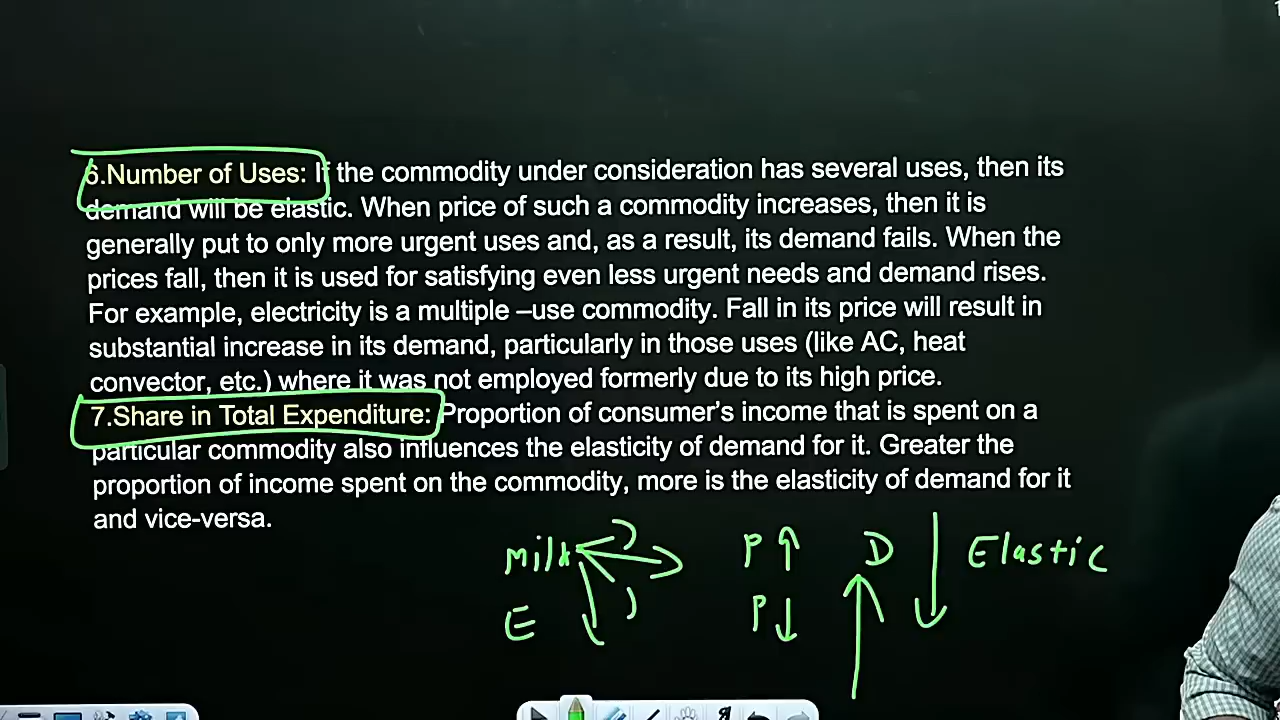 6.Number of Uses: If the commodity under consideration has several uses, then its
demand will be elastic. When price of such a commodity increases, then it is
generally put to only more urgent uses and, as a result, its demand fails. When the
prices fall, then it is used for satisfying even less urgent needs and demand rises.
For example, electricity is a multiple –use commodity. Fall in its price will result in
substantial increase in its demand, particularly in those uses (like AC, heat
convector, etc.) where it was not employed formerly due to its high price.
7.Share in Total Expenditure: Proportion of consumer’s income that is spent on a
particular commodity also influences the elasticity of demand for it. Greater the
proportion of income spent on the commodity, more is the elasticity of demand for it
and vice-versa.
Milk P↑ D ↓ Elastic
E P↓ ↑